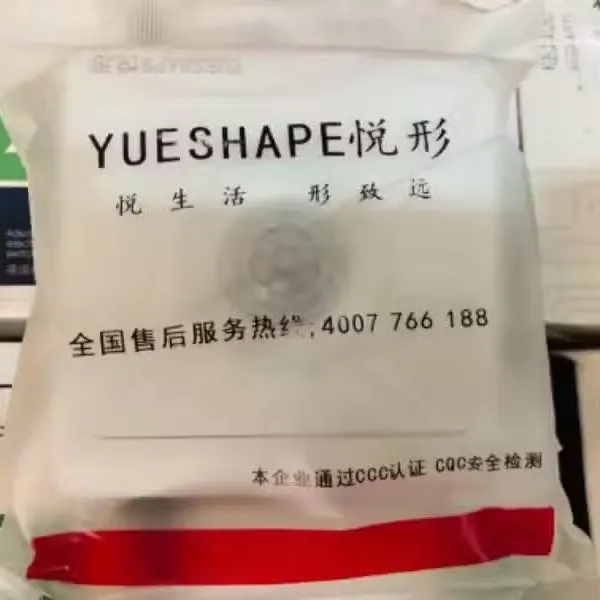 YUESHAPE悦形
悦生活 形致远
全国售后服务热线:4007 766 188
本企业通过CCC认证 CQC安全检测